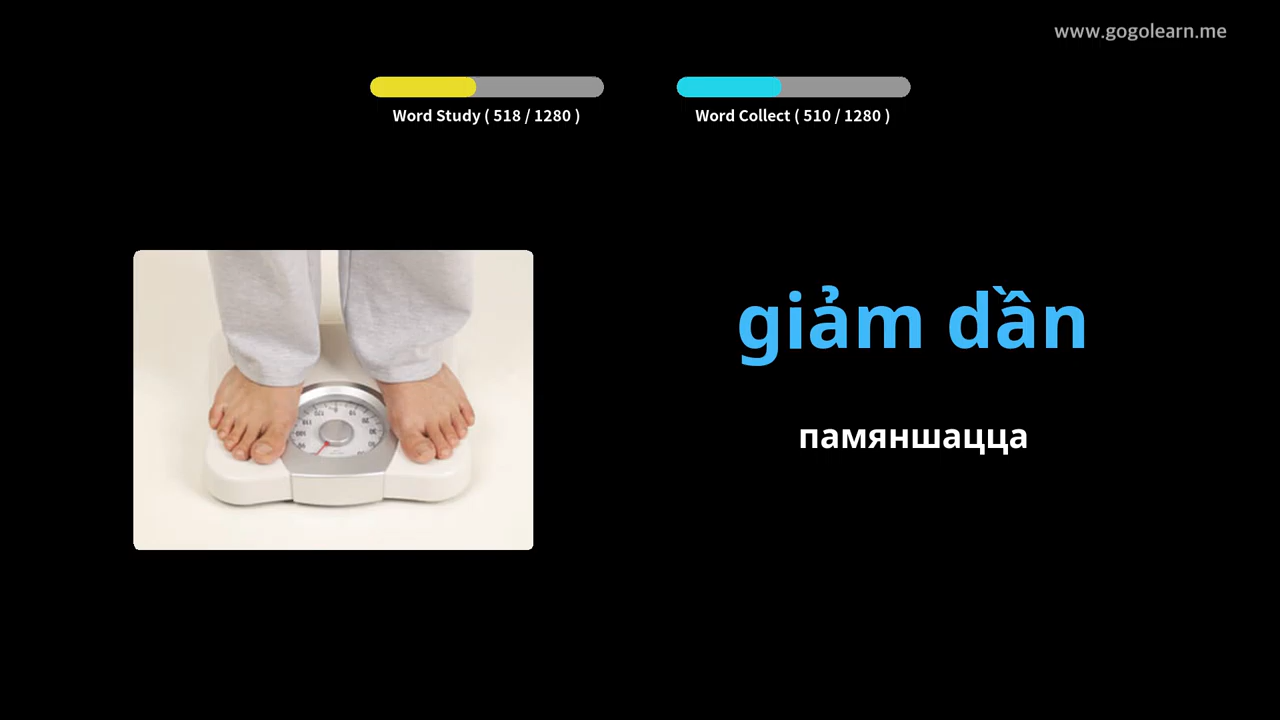 www.gogolearn.me
Word Study ( 518 / 1280 )
Word Collect ( 510 / 1280 )
giảm dần
памяншацца